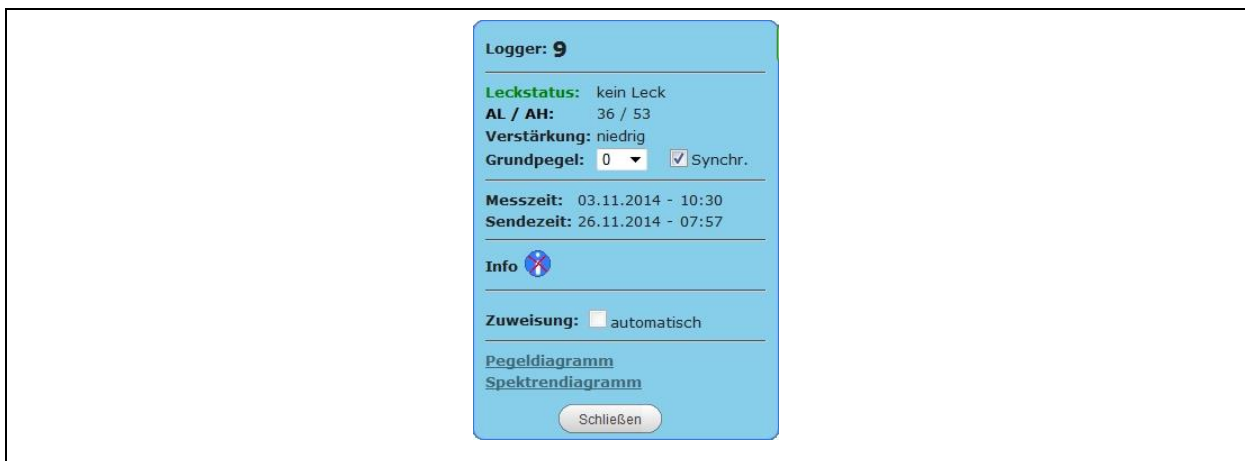 Logger: 9
Leckstatus: kein Leck
AL / AH: 36 / 53
Verstärkung: niedrig
Grundpegel: 0 Synchr.
Messzeit: 03.11.2014 - 10:30
Sendezeit: 26.11.2014 - 07:57
Info
Zuweisung: automatisch
Pegeldiagramm
Spektrendiagramm
Schließen